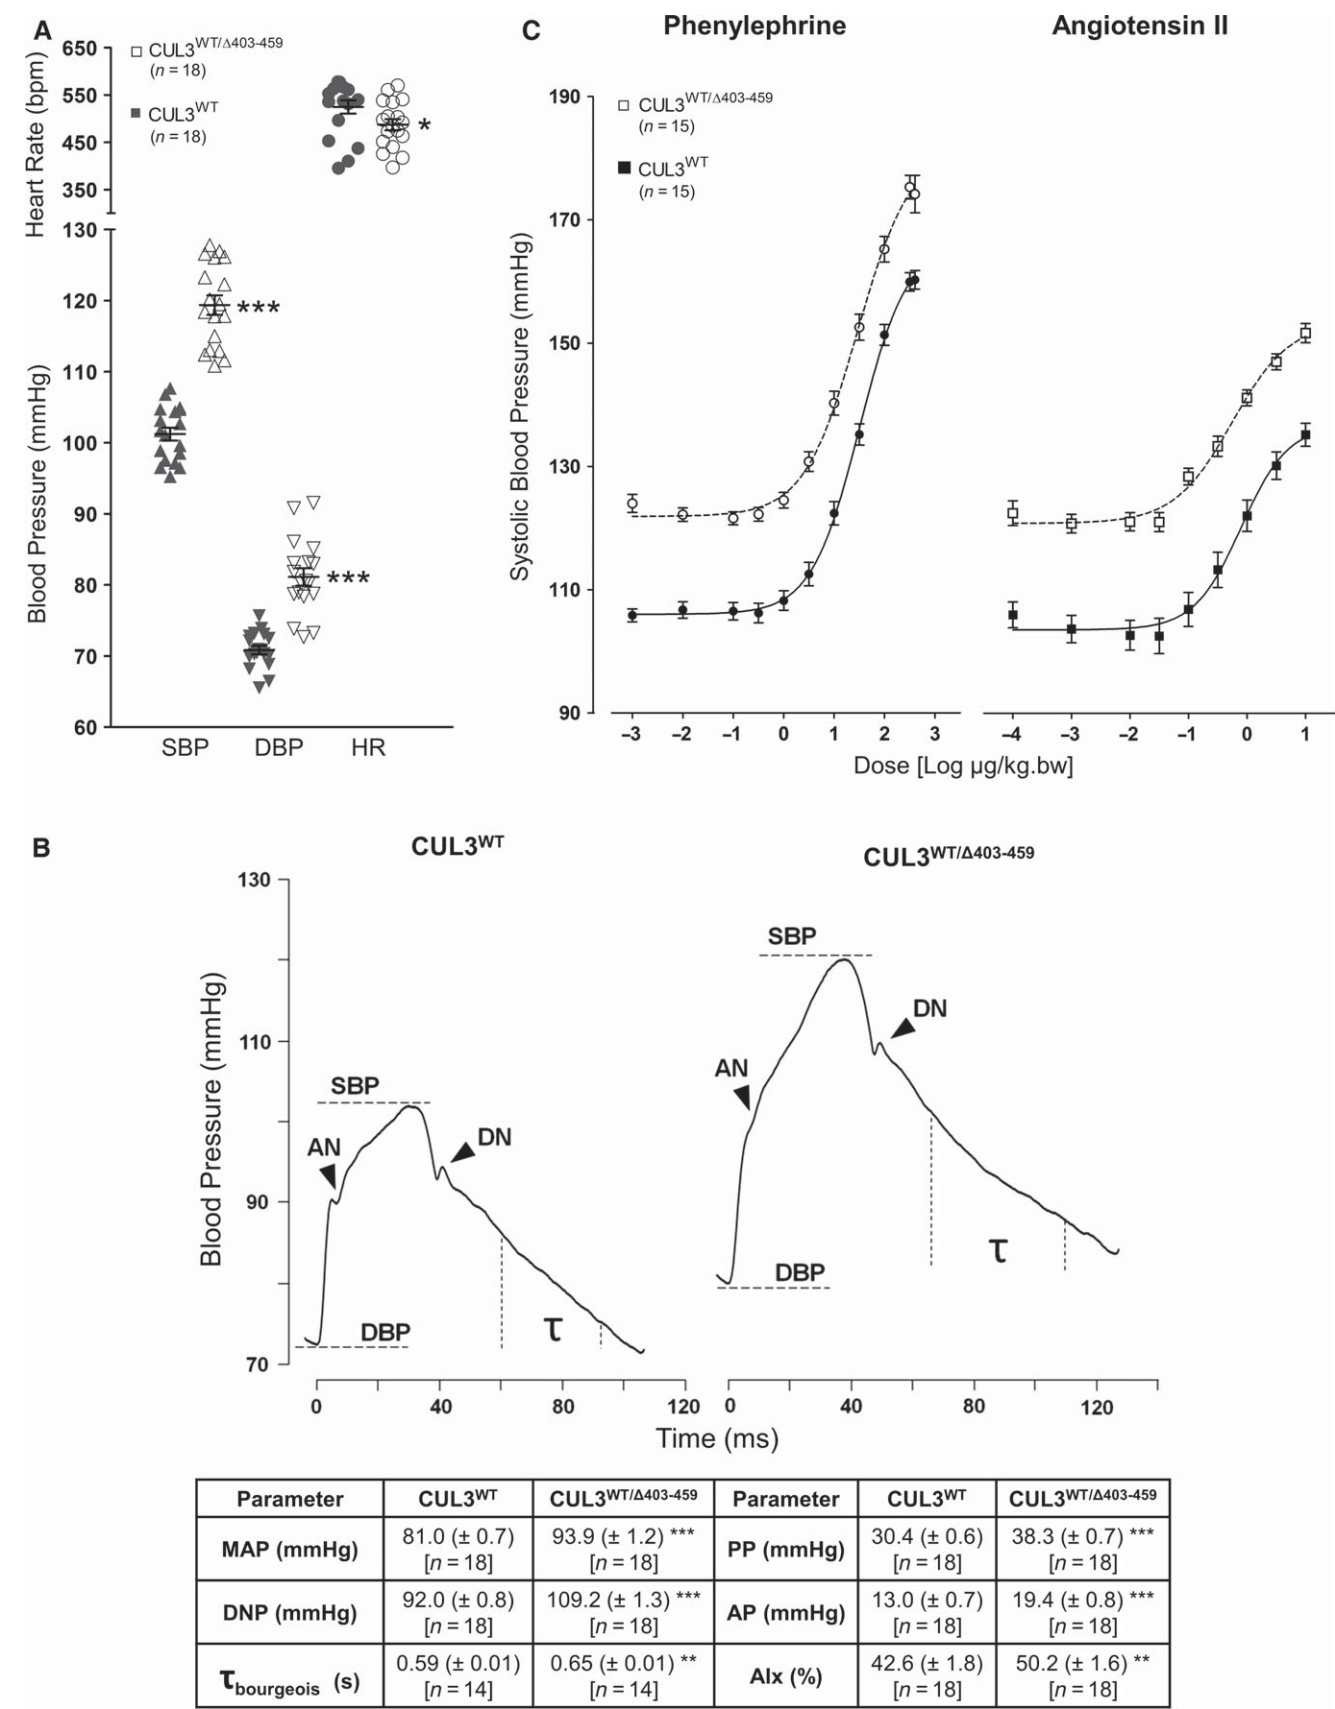 A
CUL3WT/Δ403-459
(n = 18)
CUL3WT
(n = 18)
Heart Rate (bpm)
650
550
450
350
*
Blood Pressure (mmHg)
130
120
110
100
90
80
70
60
***
***
SBP DBP HR
C
Phenylephrine
Angiotensin II
CUL3WT/Δ403-459
(n = 15)
CUL3WT
(n = 15)
Systolic Blood Pressure (mmHg)
190
170
150
130
110
90
−3 −2 −1 0 1 2 3
−4 −3 −2 −1 0 1
Dose [Log µg/kg.bw]
B
CUL3WT
CUL3WT/Δ403-459
Blood Pressure (mmHg)
130
110
90
70
SBP
AN
DN
DBP
τ
SBP
AN
DN
DBP
τ
0 40 80 120
0 40 80 120
Time (ms)
Parameter CUL3WT CUL3WT/Δ403-459 Parameter CUL3WT CUL3WT/Δ403-459
MAP (mmHg) 81.0 (± 0.7) 93.9 (± 1.2) *** PP (mmHg) 30.4 (± 0.6) 38.3 (± 0.7) ***
[n = 18] [n = 18] [n = 18] [n = 18]
DNP (mmHg) 92.0 (± 0.8) 109.2 (± 1.3) *** AP (mmHg) 13.0 (± 0.7) 19.4 (± 0.8) ***
[n = 18] [n = 18] [n = 18] [n = 18]
τbourgeois (s) 0.59 (± 0.01) 0.65 (± 0.01) ** AIx (%) 42.6 (± 1.8) 50.2 (± 1.6) **
[n = 14] [n = 14] [n = 18] [n = 18]